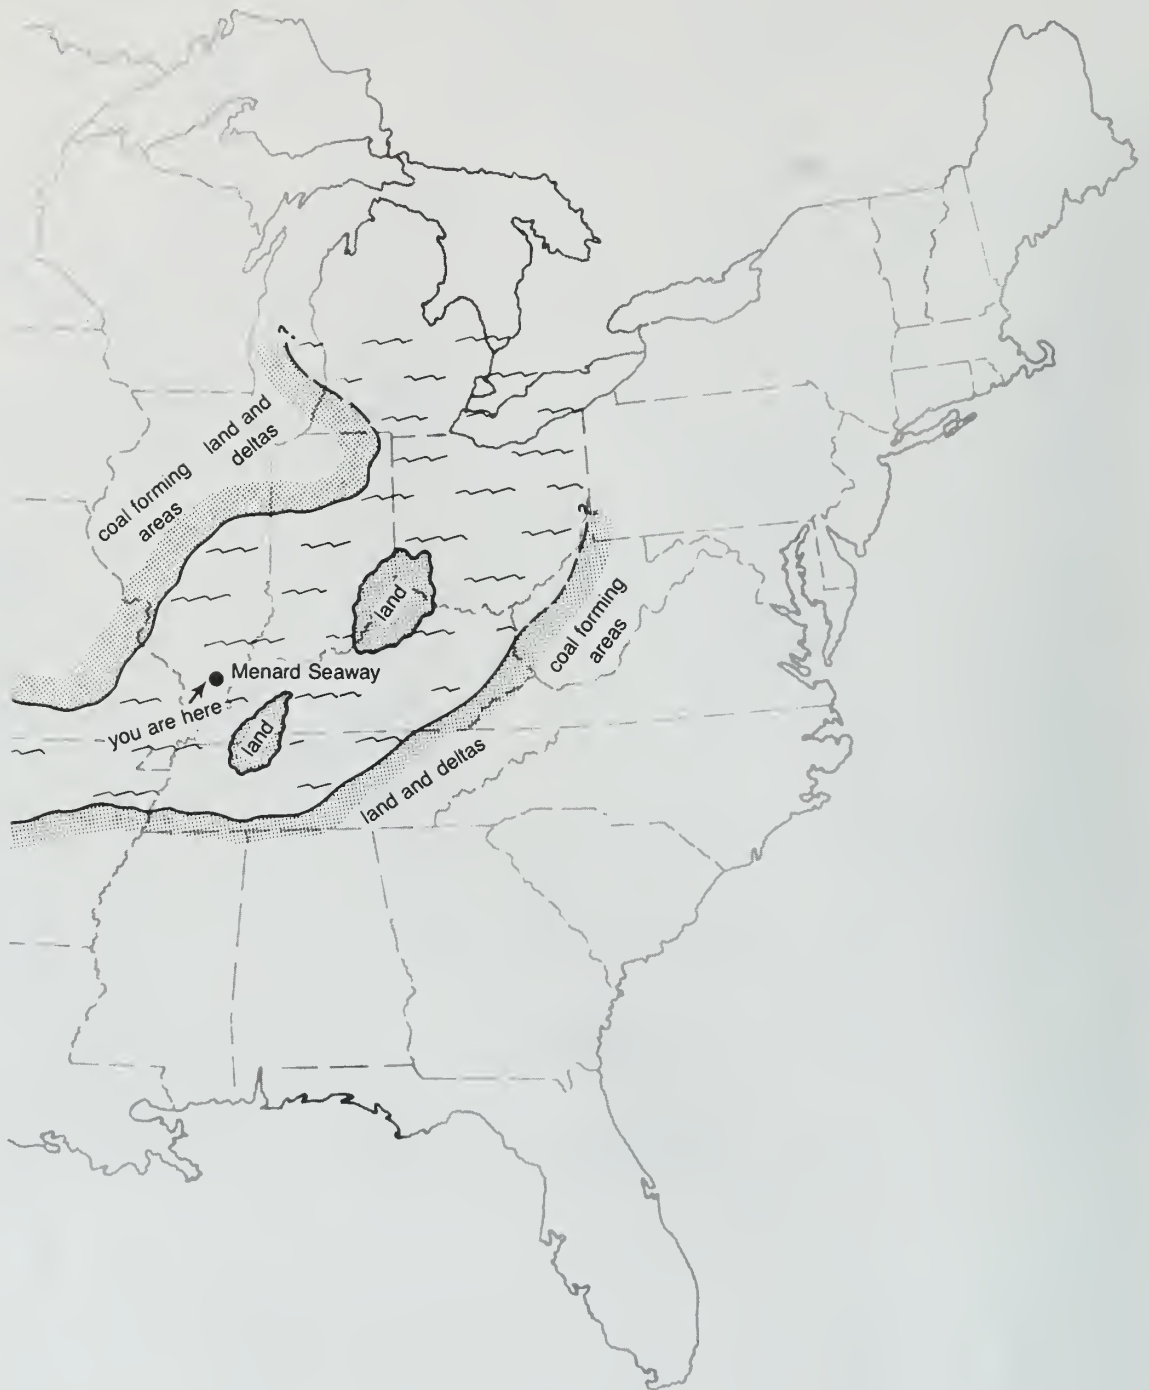 ?
land and
deltas
coal forming
areas
?
land
coal forming
areas
Menard Seaway
you are here
land
land and deltas